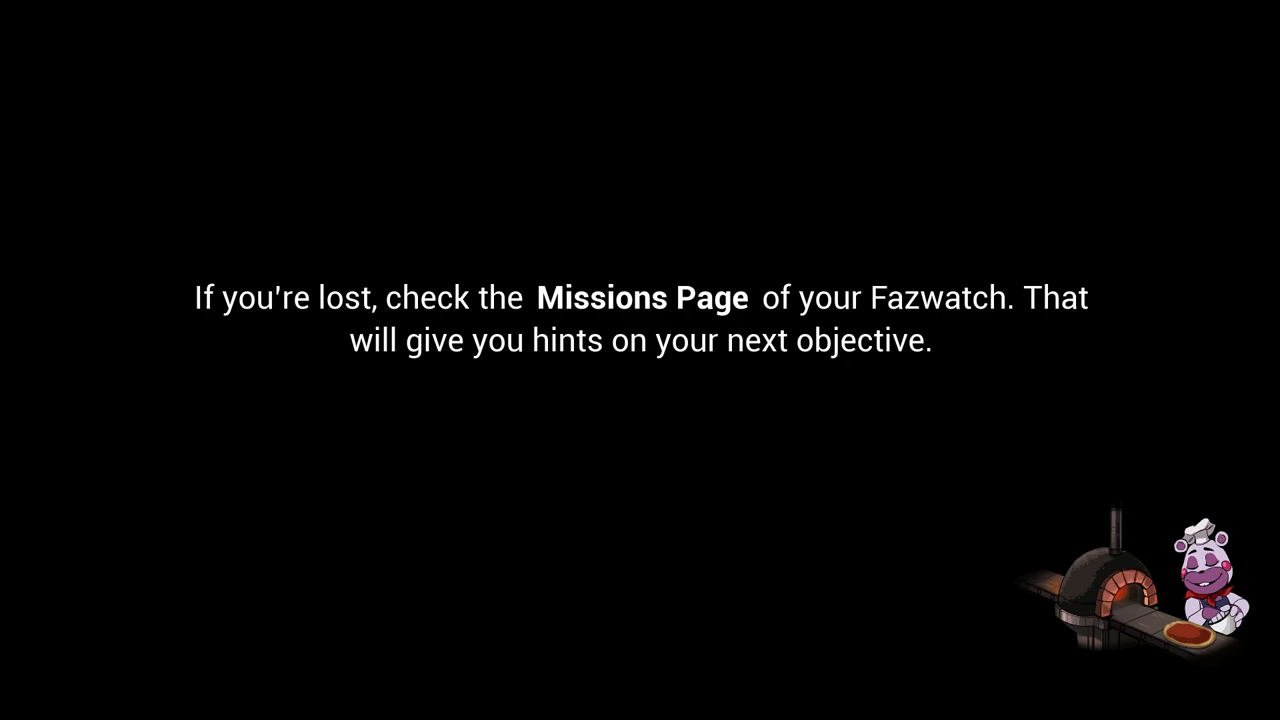 If you're lost, check the Missions Page of your Fazwatch. That
will give you hints on your next objective.